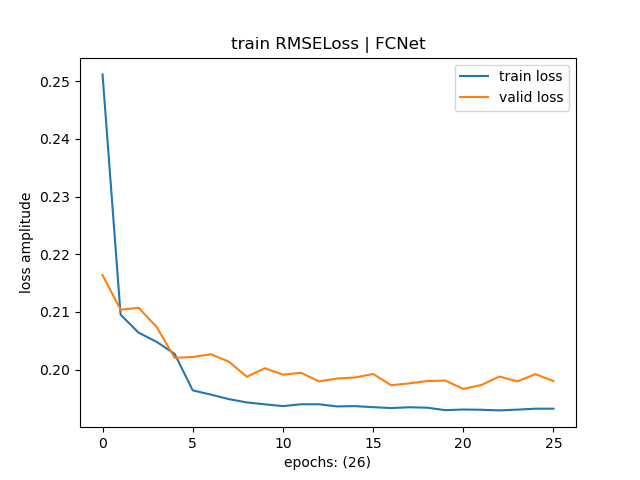 train RMSELoss | FCNet
train loss
valid loss
loss amplitude
0.25
0.24
0.23
0.22
0.21
0.20
0
5
10
15
20
25
epochs: (26)